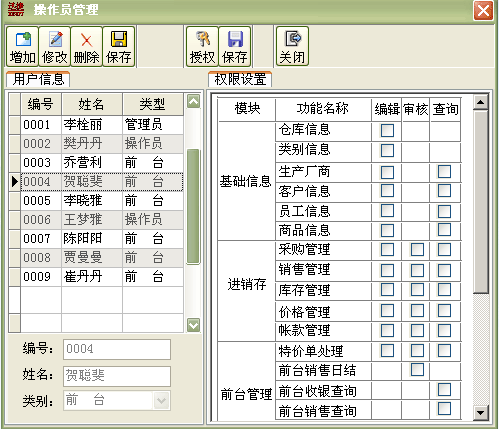 操作员管理
增加 修改 删除 保存 授权 保存 关闭
用户信息
编号 姓名 类型
0001 李栓丽 管理员
0002 樊丹丹 操作员
0003 乔营利 前 台
0004 贺聪斐 前 台
0005 李晓雅 前 台
0006 王梦雅 操作员
0007 陈阳阳 前 台
0008 贾曼曼 前 台
0009 崔丹丹 前 台
编号: 0004
姓名: 贺聪斐
类别: 前 台
权限设置
模块 功能名称 编辑 审核 查询
基础信息
仓库信息
类别信息
生产厂商
客户信息
员工信息
商品信息
进销存
采购管理
销售管理
库存管理
价格管理
帐款管理
前台管理
特价单处理
前台销售日结
前台收银查询
前台销售查询